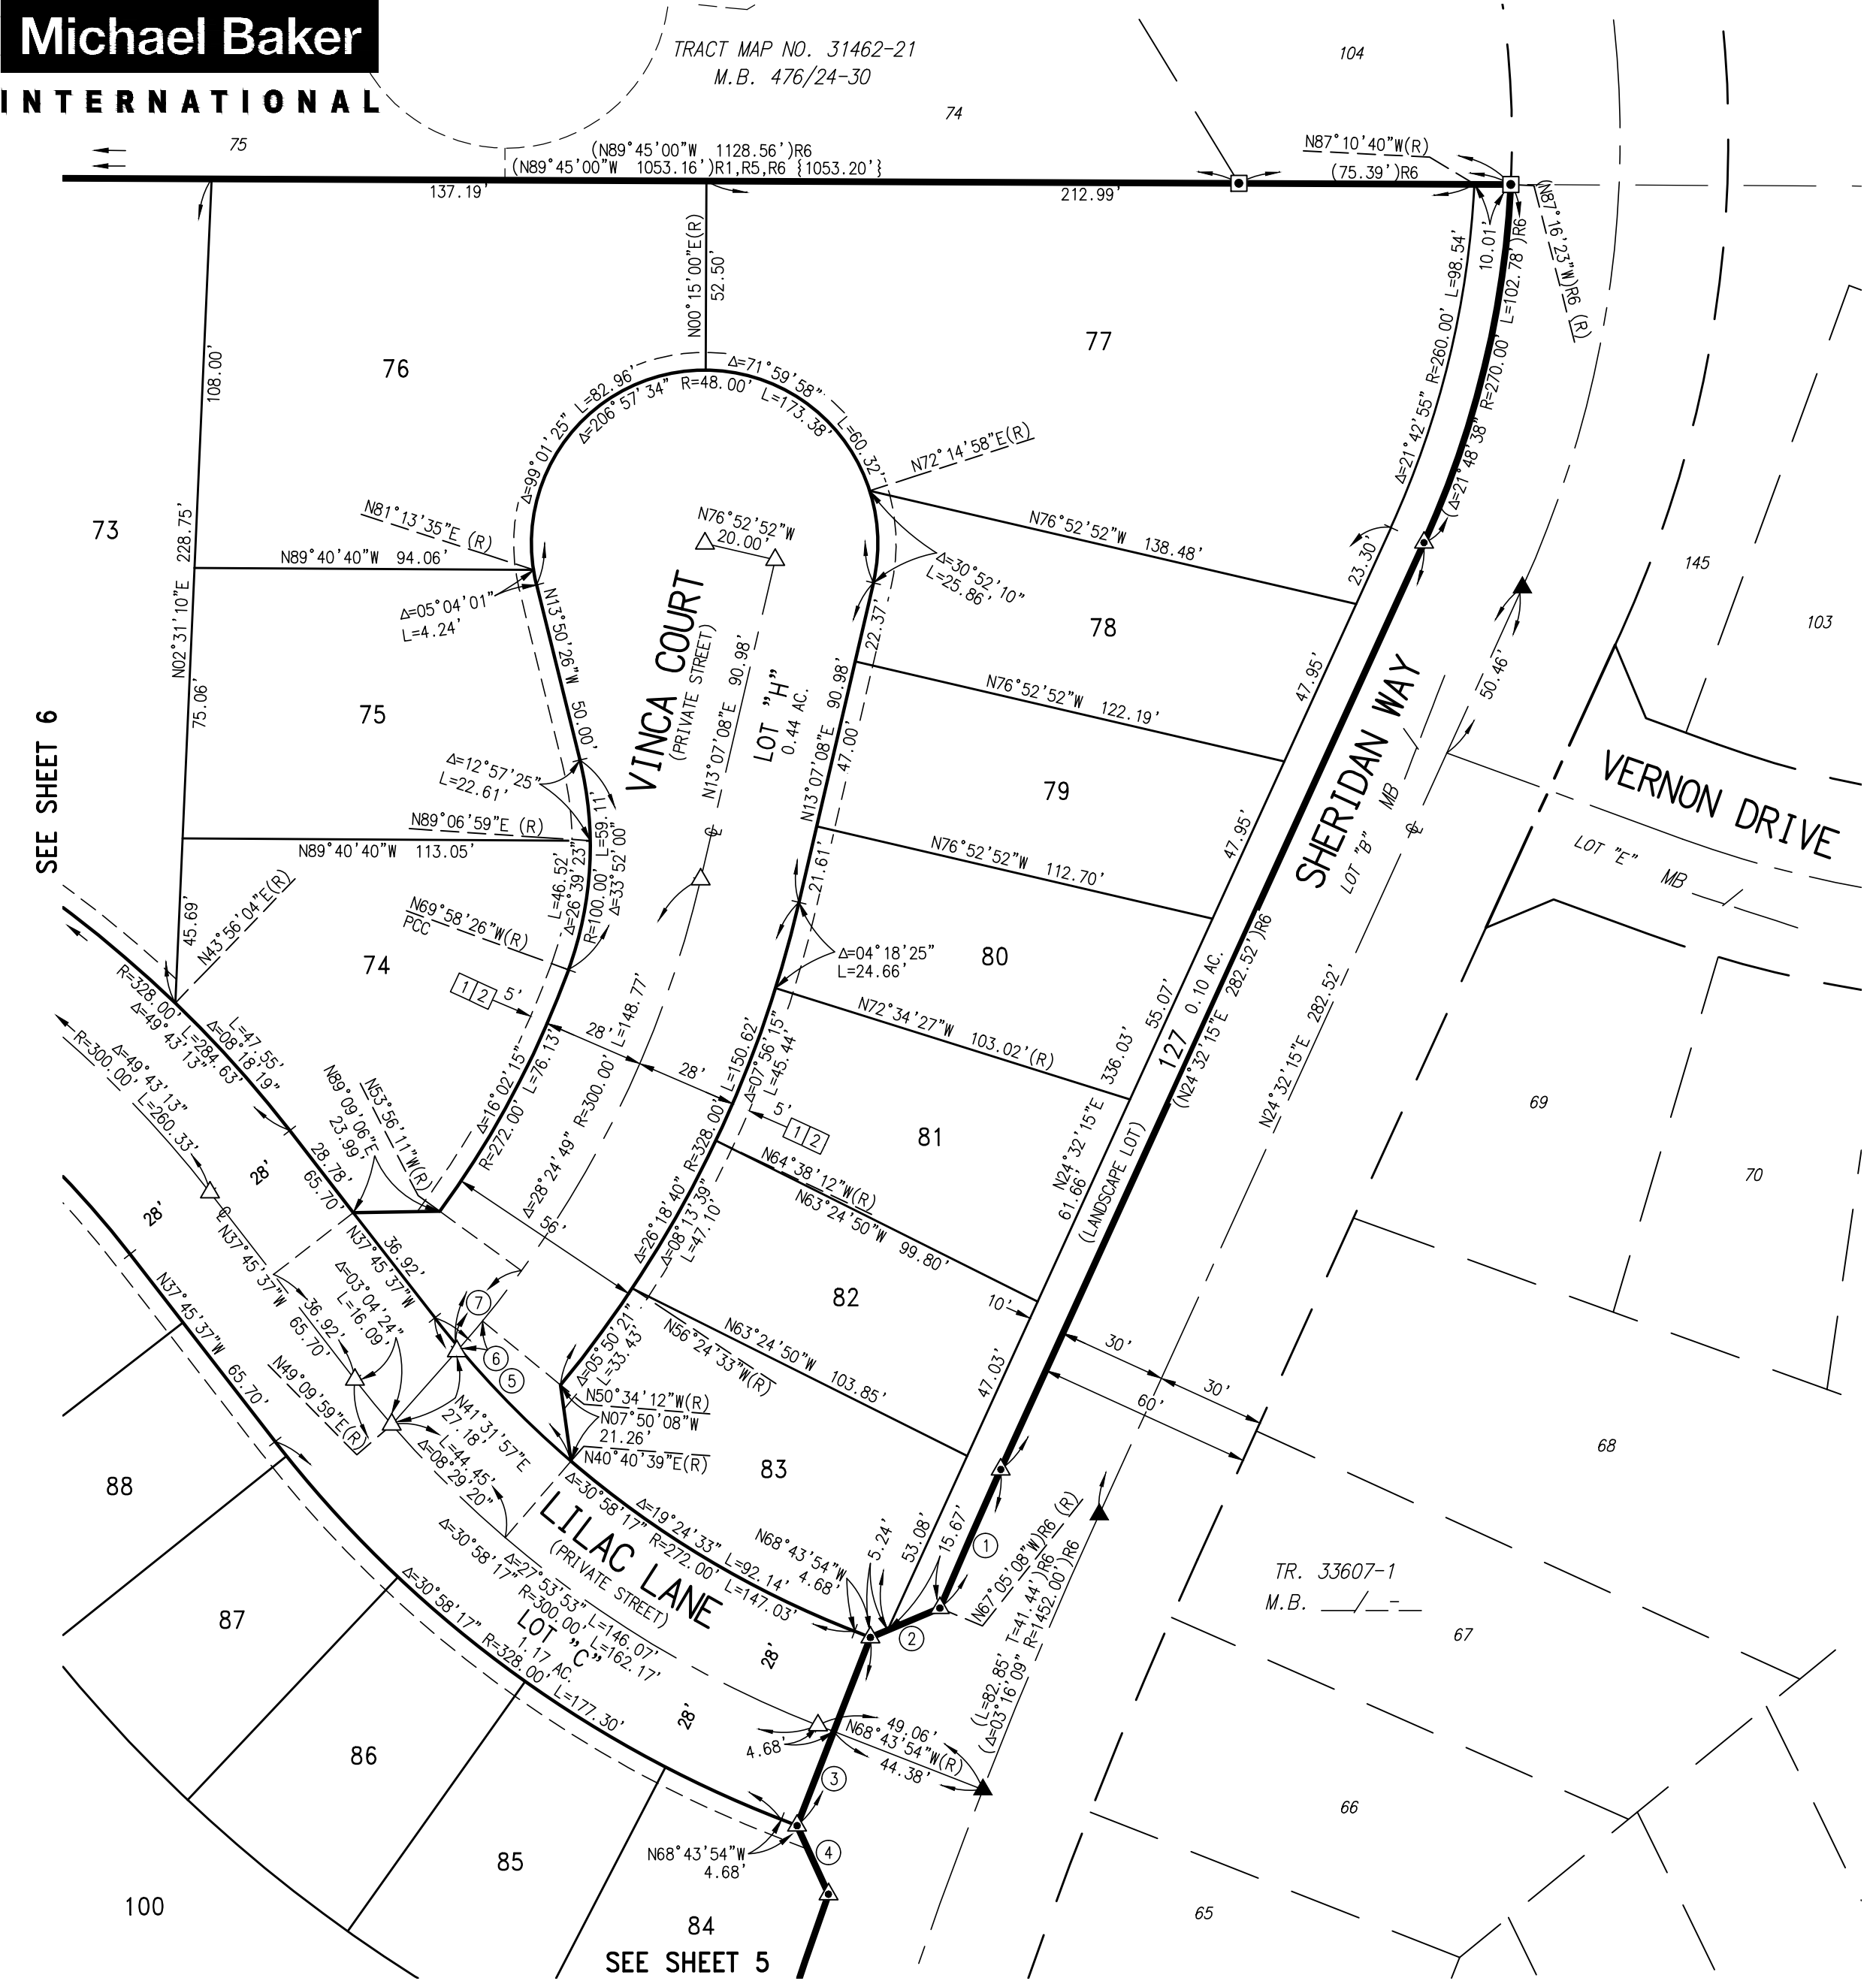 Michael Baker
INTERNATIONAL
TRACT MAP NO. 31462-21
M.B. 476/24-30
104
74
75
(N89°45'00"W 1128.56')R6
(N89°45'00"W 1053.16')R1,R5,R6 {1053.20'}
N87°10'40"W(R)
(75.39')R6
137.19'
212.99'
(N87°16'23"W)R6 (R)
N00°15'00"E(R)
52.50'
10.01'
Δ=21°42'55" R=260.00' L=98.54'
(Δ=21°48'38" R=270.00' L=102.78')R6
108.00'
76
77
Δ=99°01'25" L=82.96'
Δ=206°57'34" R=48.00' L=173.38'
Δ=71°59'58"
L=60.32'
N72°14'58"E(R)
73
N81°13'35"E (R)
N89°40'40"W 94.06'
N76°52'52"W
20.00'
N76°52'52"W 138.48'
Δ=30°52'10"
L=25.86'
23.30'
145
103
N02°31'10"E 228.75'
Δ=05°04'01"
L=4.24'
N13°50'26"W 50.00'
22.37'
78
VINCA COURT
(PRIVATE STREET)
N13°07'08"E 90.98'
LOT "H"
0.44 AC.
N13°07'08"E 90.98'
47.00'
N76°52'52"W 122.19'
47.95'
50.46'
SEE SHEET 6
75.06'
75
Δ=12°57'25"
L=22.61'
79
SHERIDAN WAY
LOT "B"
MB
VERNON DRIVE
LOT "E"
MB
N89°06'59"E (R)
N89°40'40"W 113.05'
L=46.52'
Δ=26°39'23"
R=100.00' L=59.11'
Δ=33°52'00"
N76°52'52"W 112.70'
47.95'
21.61'
45.69'
N43°56'04"E(R)
N69°58'26"W(R)
PCC
74
12
5'
Δ=04°18'25"
L=24.66'
80
N72°34'27"W 103.02'(R)
55.07'
127 0.10 AC.
(LANDSCAPE LOT)
(N24°32'15"E 282.52')R6
N24°32'15"E 282.52'
N24°32'15"E 336.03'
61.66'
R=328.00' L=284.63'
Δ=49°43'13"
L=47.55'
Δ=08°18'19"
Δ=49°43'13"
R=300.00' L=260.33'
28'
28'
Δ=16°02'15"
R=272.00' L=76.13'
Δ=28°24'49" R=300.00' L=148.77'
Δ=26°18'40" R=328.00' L=150.62'
Δ=07°56'15"
L=45.44'
5'
12
81
69
70
N53°56'11"W(R)
N89°09'06"E
23.99'
28.78'
65.70'
28'
28'
N64°38'12"W(R)
N63°24'50"W 99.80'
Δ=08°13'39"
L=47.10'
56'
N37°45'37"W
36.92'
N37°45'37"W
36.92'
65.70'
Δ=03°04'24"
L=16.09'
7
6
5
82
10'
N63°24'50"W 103.85'
N56°24'33"W(R)
Δ=05°50'21"
L=33.43'
47.03'
30'
30'
60'
N37°45'37"W 65.70'
N49°09'59"E(R)
N50°34'12"W(R)
N07°50'08"W
21.26'
N40°40'39"E(R)
N41°31'57"E
27.18'
L=44.45'
Δ=08°29'20"
83
68
88
LILAC LANE
(PRIVATE STREET)
LOT "C"
1.17 AC.
Δ=19°24'33" L=92.14'
Δ=30°58'17" R=272.00' L=147.03'
Δ=27°53'53" L=146.07'
Δ=30°58'17" R=300.00' L=162.17'
Δ=30°58'17" R=328.00' L=177.30'
N68°43'54"W
4.68'
5.24'
53.08'
15.67'
1
2
(N67°05'08"W)R6 (R)
(L=82.85' T=41.44')R6
(Δ=03°16'09" R=1452.00')R6
TR. 33607-1
M.B. __/__-__
67
87
28'
28'
4.68'
49.06'
N68°43'54"W(R)
44.38'
3
86
66
N68°43'54"W
4.68'
4
85
100
84
65
SEE SHEET 5